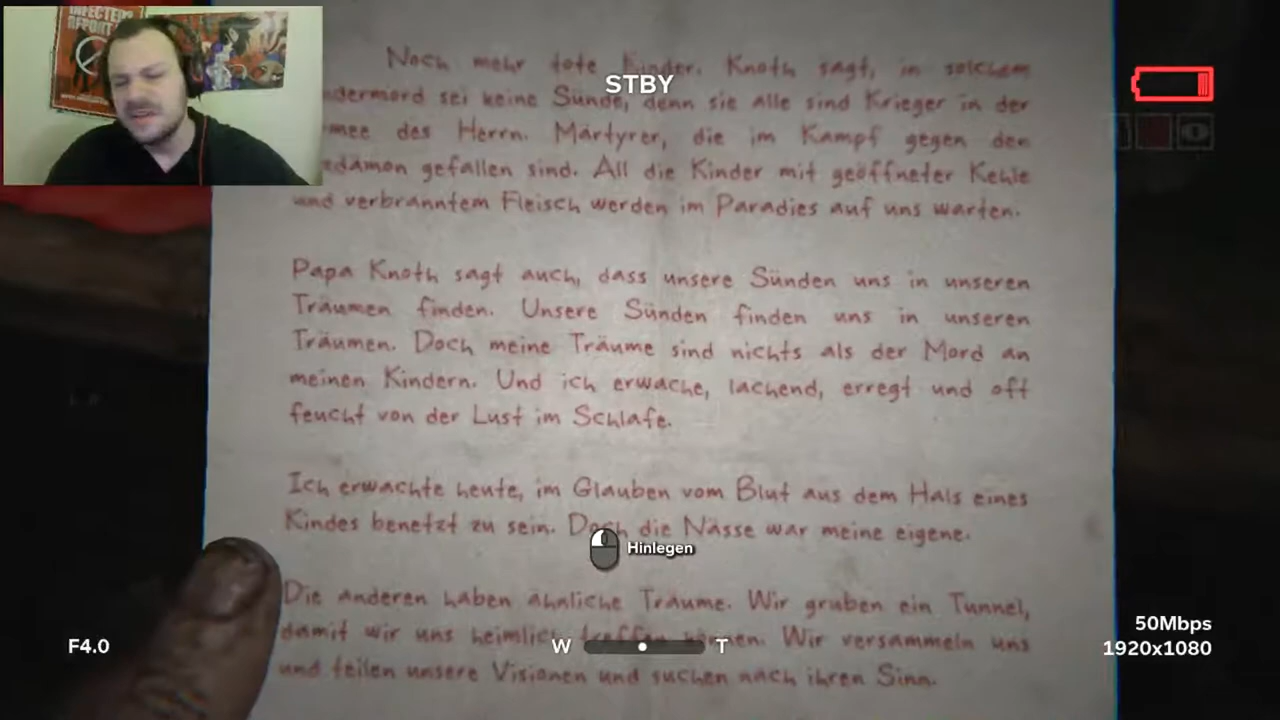 INFECTED
Noch mehr tote Kinder. Knoth sagt, in solchem
STBY
sei keine Sünde, denn sie alle sind Krieger in der
des Herrn. Märtyrer, die im Kampf gegen den
gefallen sind. All die Kinder mit geöffneter Kehle
und verbranntem Fleisch werden im Paradies auf uns warten.
Papa Knoth sagt auch, dass unsere Sünden uns in unseren
Träumen finden. Unsere Sünden finden uns in unseren
Träumen. Doch meine Träume sind nichts als der Mord an
meinen Kindern. Und ich erwache, lachend, erregt und oft
feucht von der Lust im Schlafe.
Ich erwachte heute, im Glauben vom Blut aus dem Hals eines
Kindes benetzt zu sein. Doch die Nässe war meine eigene.
Hinlegen
Die anderen haben ähnliche Träume. Wir gruben ein Tunnel,
damit wir uns heimlich treffen können. Wir versammeln uns
und teilen unsere Visionen und suchen nach ihren Sinn.
F4.0
W T
50Mbps
1920x1080